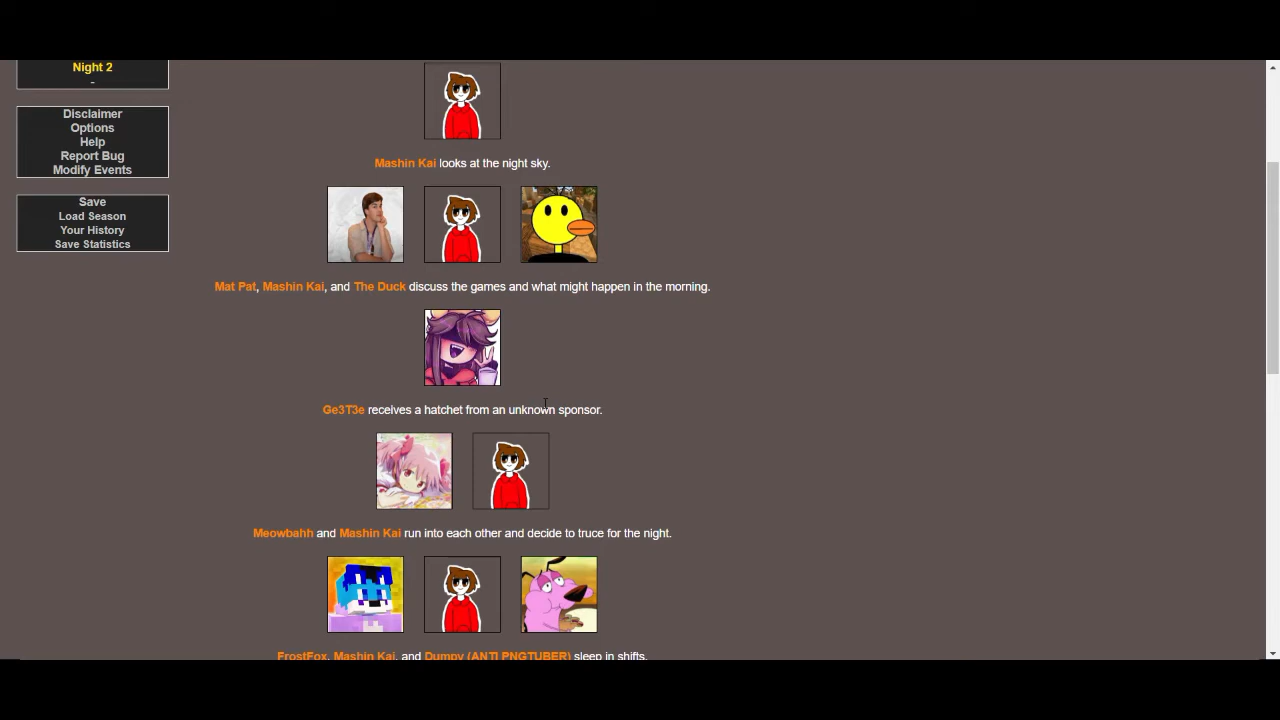 Night 2
-
Disclaimer
Options
Help
Report Bug
Modify Events
Save
Load Season
Your History
Save Statistics
Mashin Kai looks at the night sky.
Mat Pat, Mashin Kai, and The Duck discuss the games and what might happen in the morning.
Ge3T3e receives a hatchet from an unknown sponsor.
Meowbahh and Mashin Kai run into each other and decide to truce for the night.
FrostFox, Mashin Kai, and Dumpy (ANTI PNGTUBER) sleep in shifts.